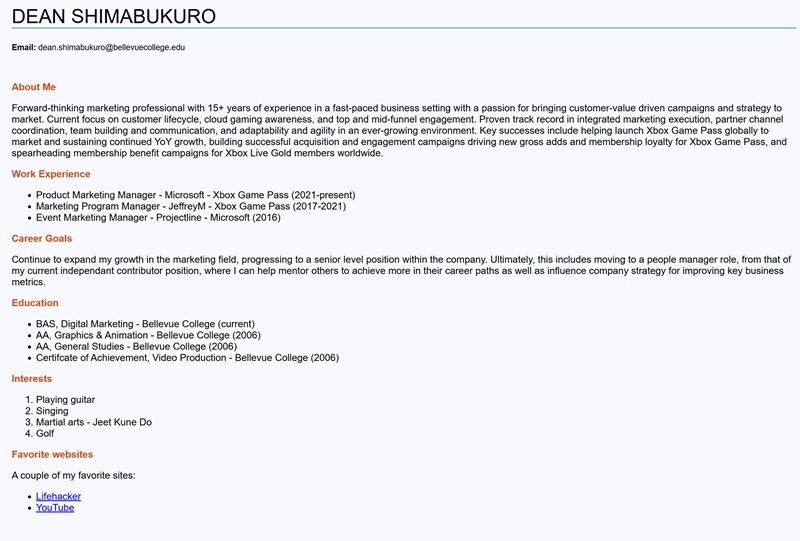 DEAN SHIMABUKURO
Email: dean.shimabukuro@bellevuecollege.edu
About Me
Forward-thinking marketing professional with 15+ years of experience in a fast-paced business setting with a passion for bringing customer-value driven campaigns and strategy to
market. Current focus on customer lifecycle, cloud gaming awareness, and top and mid-funnel engagement. Proven track record in integrated marketing execution, partner channel
coordination, team building and communication, and adaptability and agility in an ever-growing environment. Key successes include helping launch Xbox Game Pass globally to
market and sustaining continued YoY growth, building successful acquisition and engagement campaigns driving new gross adds and membership loyalty for Xbox Game Pass, and
spearheading membership benefit campaigns for Xbox Live Gold members worldwide.
Work Experience
• Product Marketing Manager - Microsoft - Xbox Game Pass (2021-present)
• Marketing Program Manager - JeffreyM - Xbox Game Pass (2017-2021)
• Event Marketing Manager - Projectline - Microsoft (2016)
Career Goals
Continue to expand my growth in the marketing field, progressing to a senior level position within the company. Ultimately, this includes moving to a people manager role, from that of
my current independant contributor position, where I can help mentor others to achieve more in their career paths as well as influence company strategy for improving key business
metrics.
Education
• BAS, Digital Marketing - Bellevue College (current)
• AA, Graphics & Animation - Bellevue College (2006)
• AA, General Studies - Bellevue College (2006)
• Certifcate of Achievement, Video Production - Bellevue College (2006)
Interests
1. Playing guitar
2. Singing
3. Martial arts - Jeet Kune Do
4. Golf
Favorite websites
A couple of my favorite sites:
• Lifehacker
• YouTube